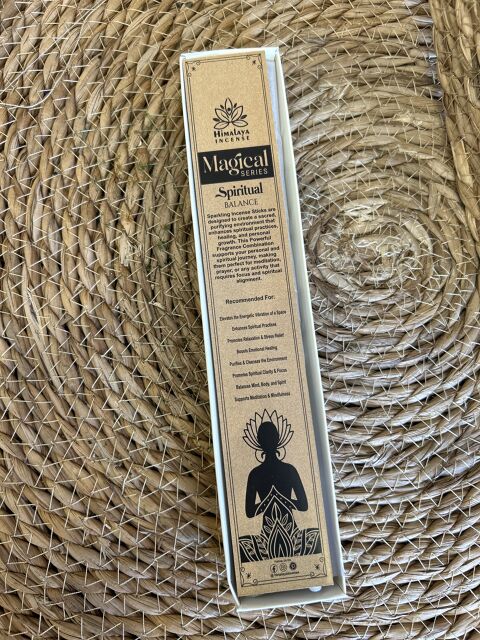 Himalaya
INCENSE
Magical
SERIES
Spiritual
BALANCE
Sparkling Incense Sticks are
designed to create a sacred,
purifying environment that
enhances spiritual practices,
healing, and personal
growth. This Powerful
Fragrance Combination
supports your personal and
spiritual journey, making
them perfect for meditation,
prayer, or any activity that
requires focus and spiritual
alignment.
Recommended For:
Elevates the Energetic Vibration of a Space
Enhances Spiritual Practices
Promotes Relaxation & Stress Relief
Boosts Emotional Healing
Purifies & Cleanses the Environment
Promotes Spiritual Clarity & Focus
Balances Mind, Body, and Spirit
Supports Meditation & Mindfulness